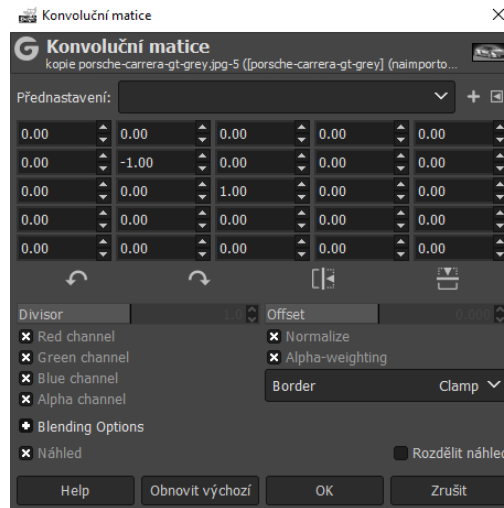 Konvoluční matice
Konvoluční matice
kopie porsche-carrera-gt-grey.jpg-5 ([porsche-carrera-gt-grey] (naimporto...
Přednastavení:
0.00 0.00 0.00 0.00 0.00
0.00 -1.00 0.00 0.00 0.00
0.00 0.00 1.00 0.00 0.00
0.00 0.00 0.00 0.00 0.00
0.00 0.00 0.00 0.00 0.00
Divisor 1.0 Offset 0.000
Red channel Normalize
Green channel Alpha-weighting
Blue channel
Border Clamp
Alpha channel
Blending Options
Náhled Rozdělit náhled
Help Obnovit výchozí OK Zrušit